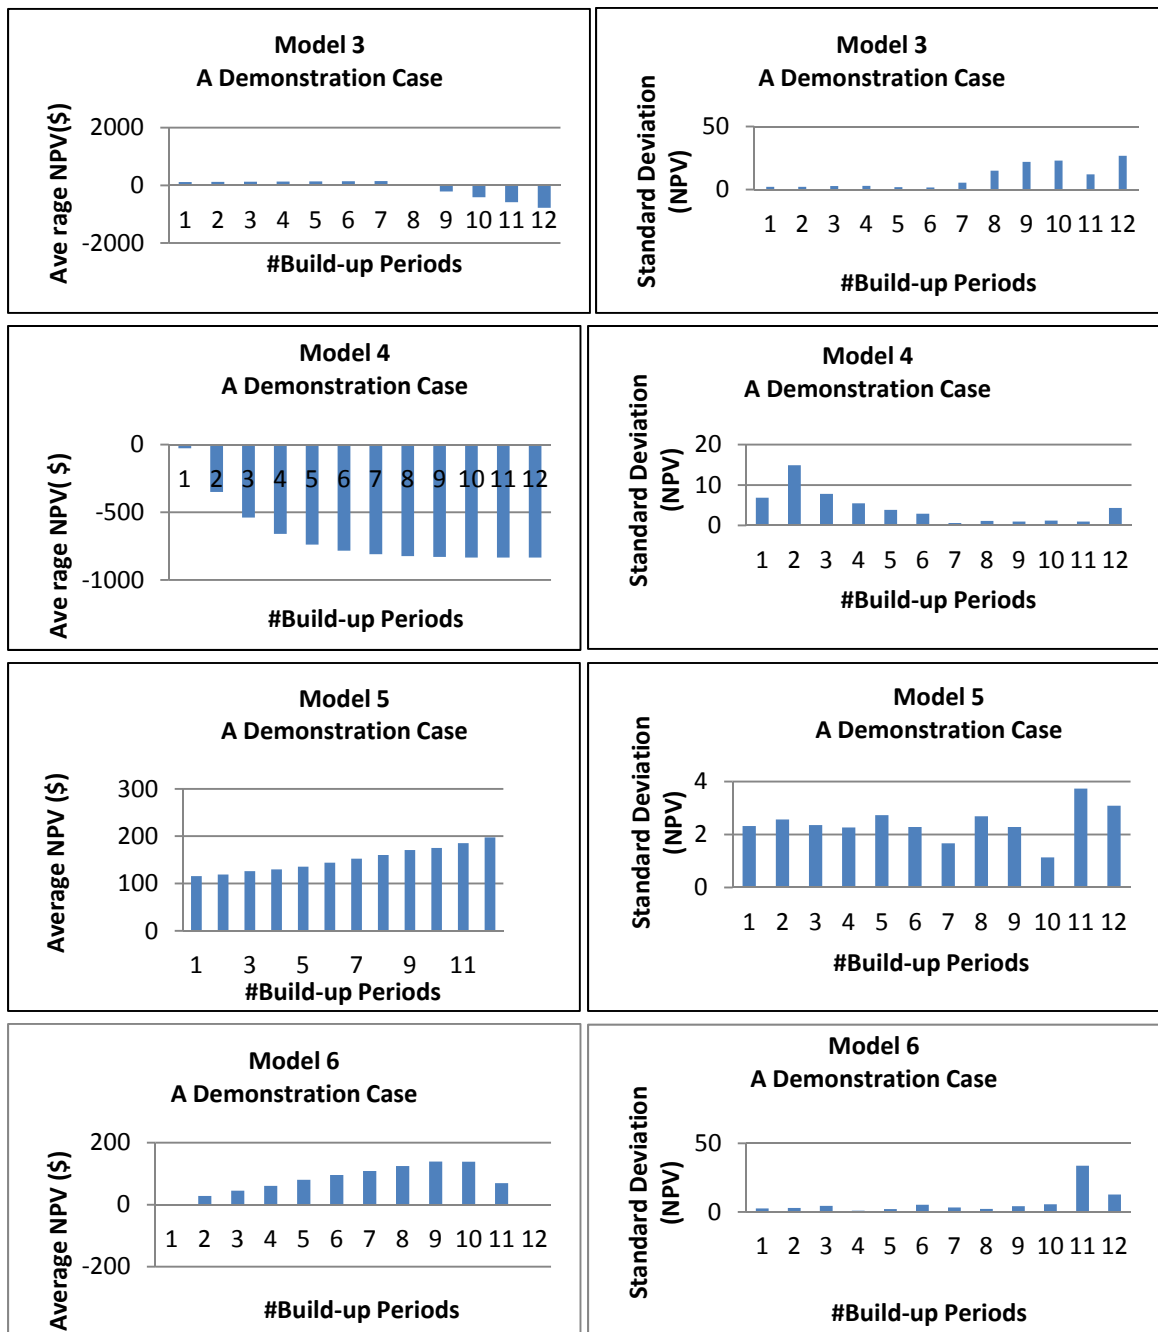 Model 3
A Demonstration Case
Ave rage NPV($)
2000
0
-2000
1 2 3 4 5 6 7 8 9 10 11 12
#Build-up Periods
Model 3
A Demonstration Case
Standard Deviation
(NPV)
50
0
1 2 3 4 5 6 7 8 9 10 11 12
#Build-up Periods
Model 4
A Demonstration Case
Ave rage NPV( $)
0
-500
-1000
1 2 3 4 5 6 7 8 9 10 11 12
#Build-up Periods
Model 4
A Demonstration Case
Standard Deviation
(NPV)
20
10
0
1 2 3 4 5 6 7 8 9 10 11 12
#Build-up Periods
Model 5
A Demonstration Case
Average NPV ($)
300
200
100
0
1 3 5 7 9 11
#Build-up Periods
Model 5
A Demonstration Case
Standard Deviation
(NPV)
4
2
0
1 2 3 4 5 6 7 8 9 10 11 12
#Build-up Periods
Model 6
A Demonstration Case
Average NPV ($)
200
0
-200
1 2 3 4 5 6 7 8 9 10 11 12
#Build-up Periods
Model 6
A Demonstration Case
Standard Deviation
(NPV)
50
0
1 2 3 4 5 6 7 8 9 10 11 12
#Build-up Periods